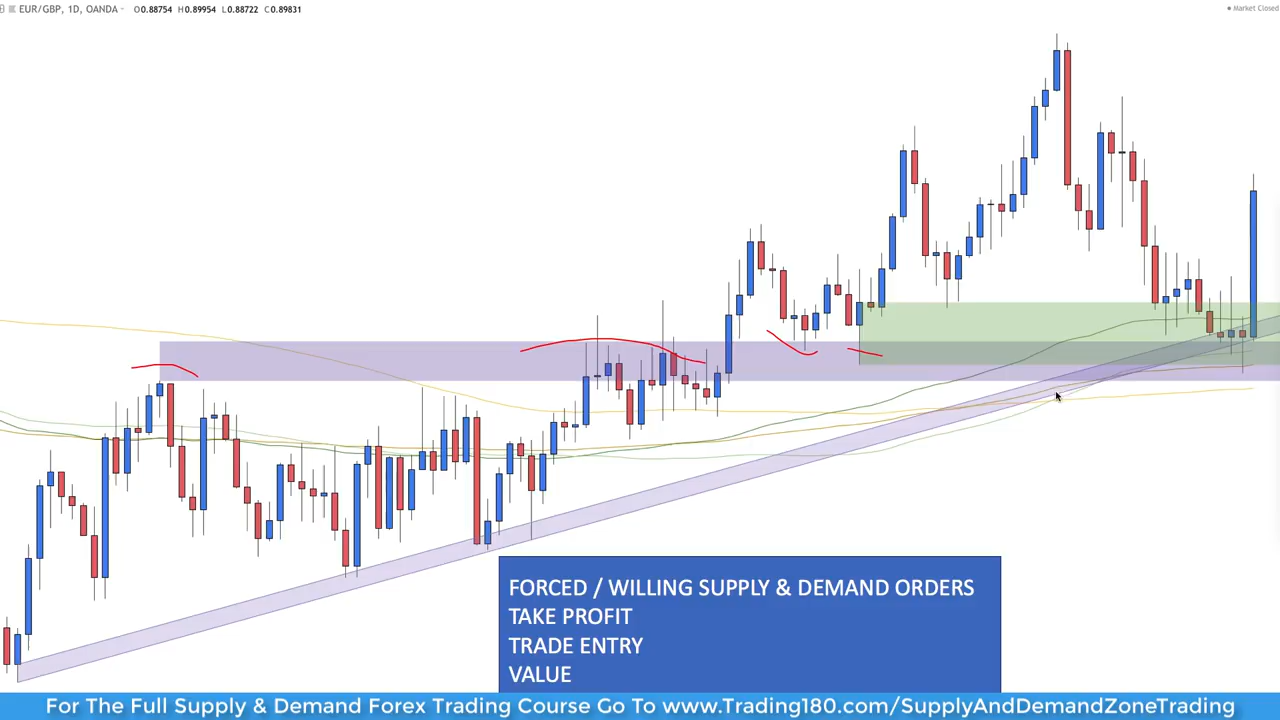 EUR/GBP, 1D, OANDA O0.88754 H0.89954 L0.88722 C0.89831
Market Closed
FORCED / WILLING SUPPLY & DEMAND ORDERS
TAKE PROFIT
TRADE ENTRY
VALUE
For The Full Supply & Demand Forex Trading Course Go To www.Trading180.com/SupplyAndDemandZoneTrading